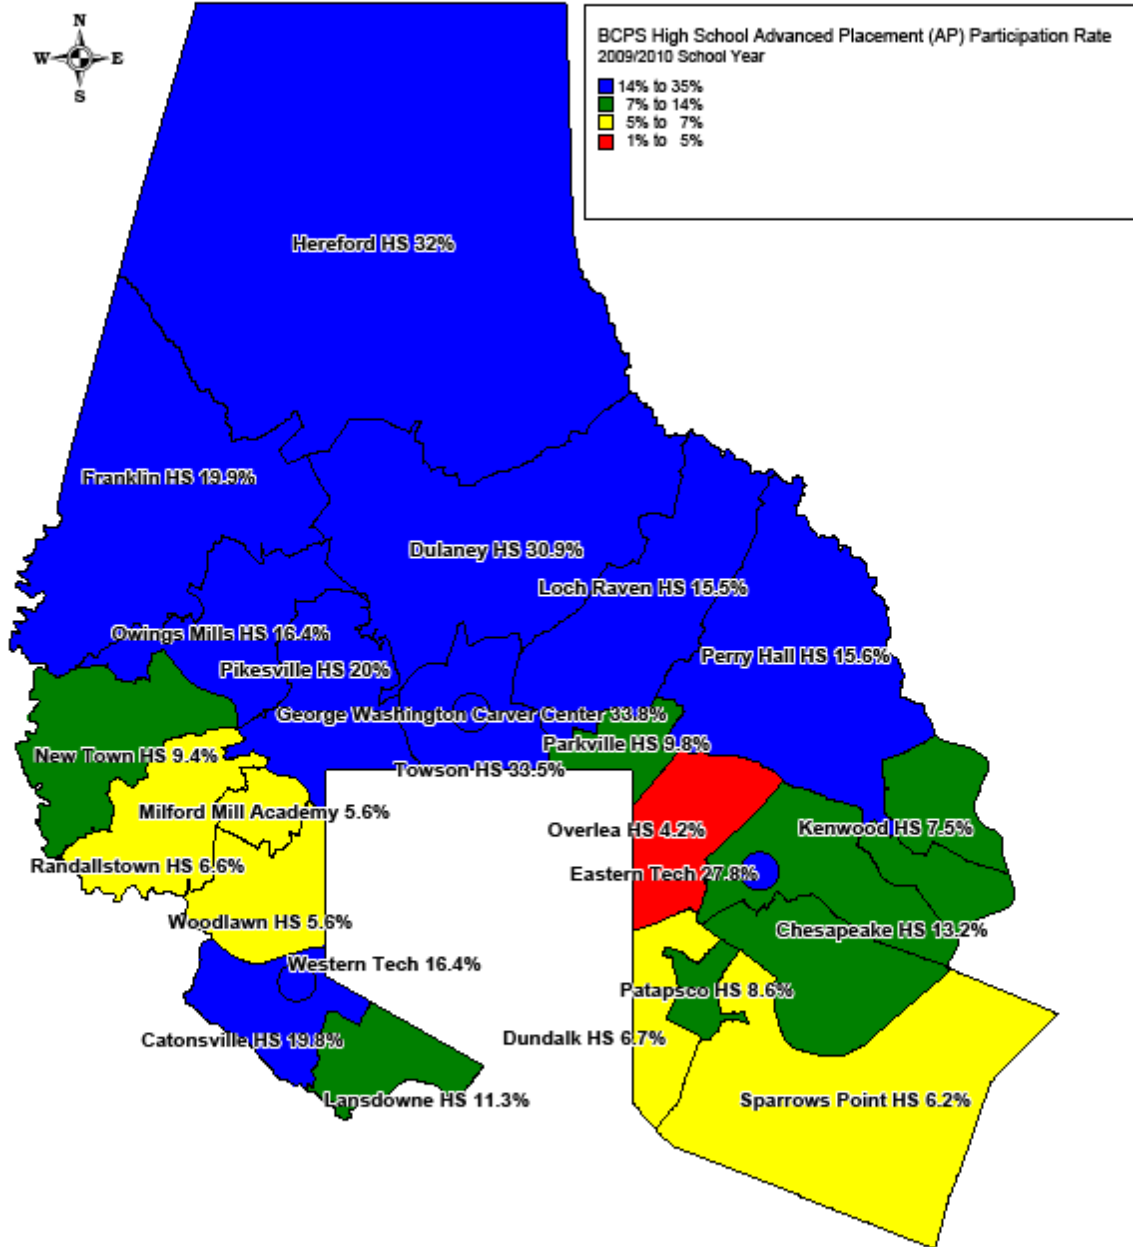 N
W E
S
BCPS High School Advanced Placement (AP) Participation Rate
2009/2010 School Year
14% to 35%
7% to 14%
5% to 7%
1% to 5%
Hereford HS 32%
Franklin HS 19.9%
Dulaney HS 30.9%
Loch Raven HS 15.5%
Owings Mills HS 16.4%
Perry Hall HS 15.6%
Pikesville HS 20%
George Washington Carver Center 33.8%
Parkville HS 9.8%
New Town HS 9.4%
Towson HS 33.5%
Milford Mill Academy 5.6%
Overlea HS 4.2%
Kenwood HS 7.5%
Randallstown HS 6.6%
Eastern Tech 27.8%
Woodlawn HS 5.6%
Chesapeake HS 13.2%
Western Tech 16.4%
Patapsco HS 8.6%
Catonsville HS 19.8%
Dundalk HS 6.7%
Lansdowne HS 11.3%
Sparrows Point HS 6.2%